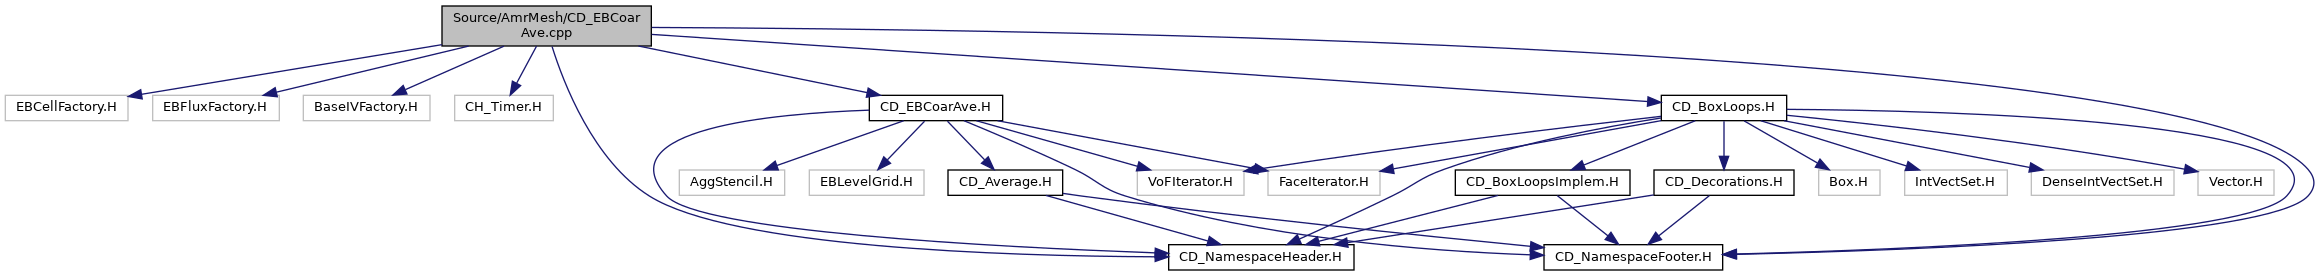 Source/AmrMesh/CD_EBCoar
Ave.cpp
EBCellFactory.H
EBFluxFactory.H
BaseIVFactory.H
CH_Timer.H
CD_EBCoarAve.H
CD_BoxLoops.H
AggStencil.H
EBLevelGrid.H
CD_Average.H
VoFIterator.H
FaceIterator.H
CD_BoxLoopsImplem.H
CD_Decorations.H
Box.H
IntVectSet.H
DenseIntVectSet.H
Vector.H
CD_NamespaceHeader.H
CD_NamespaceFooter.H